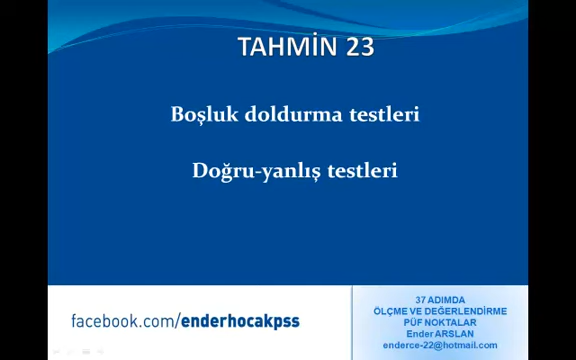 TAHMİN 23
Boşluk doldurma testleri
Doğru-yanlış testleri
facebook.com/enderhocakpss
37 ADIMDA
ÖLÇME VE DEĞERLENDİRME
PÜF NOKTALAR
Ender ARSLAN
enderce-22@hotmail.com